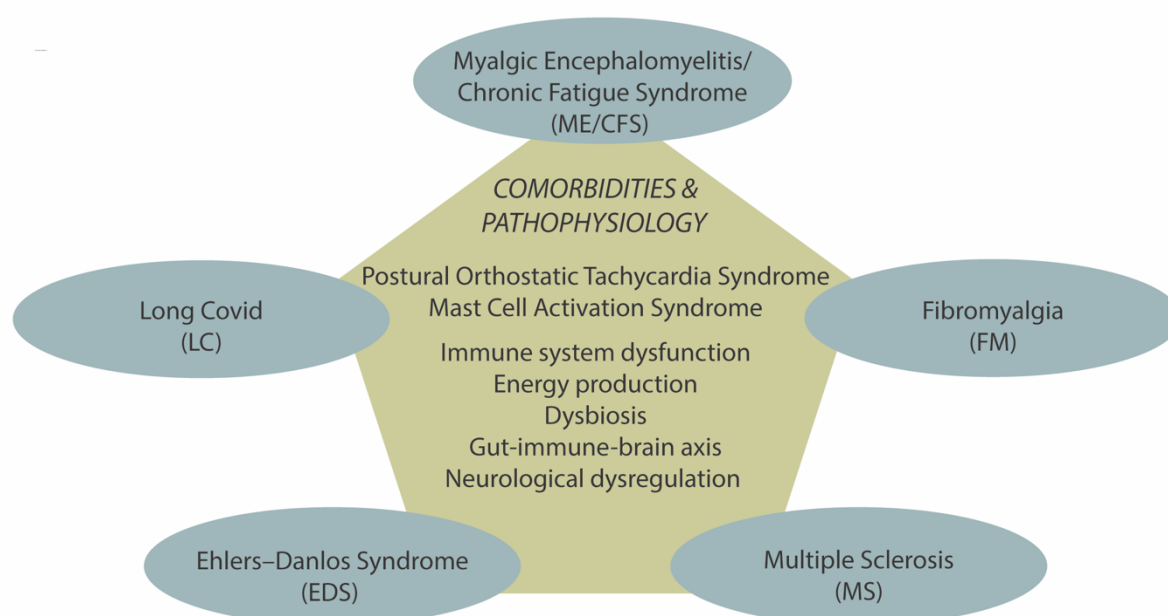 Myalgic Encephalomyelitis/
Chronic Fatigue Syndrome
(ME/CFS)
COMORBIDITIES &
PATHOPHYSIOLOGY
Postural Orthostatic Tachycardia Syndrome
Mast Cell Activation Syndrome
Long Covid
(LC)
Fibromyalgia
(FM)
Immune system dysfunction
Energy production
Dysbiosis
Gut-immune-brain axis
Neurological dysregulation
Ehlers–Danlos Syndrome
(EDS)
Multiple Sclerosis
(MS)